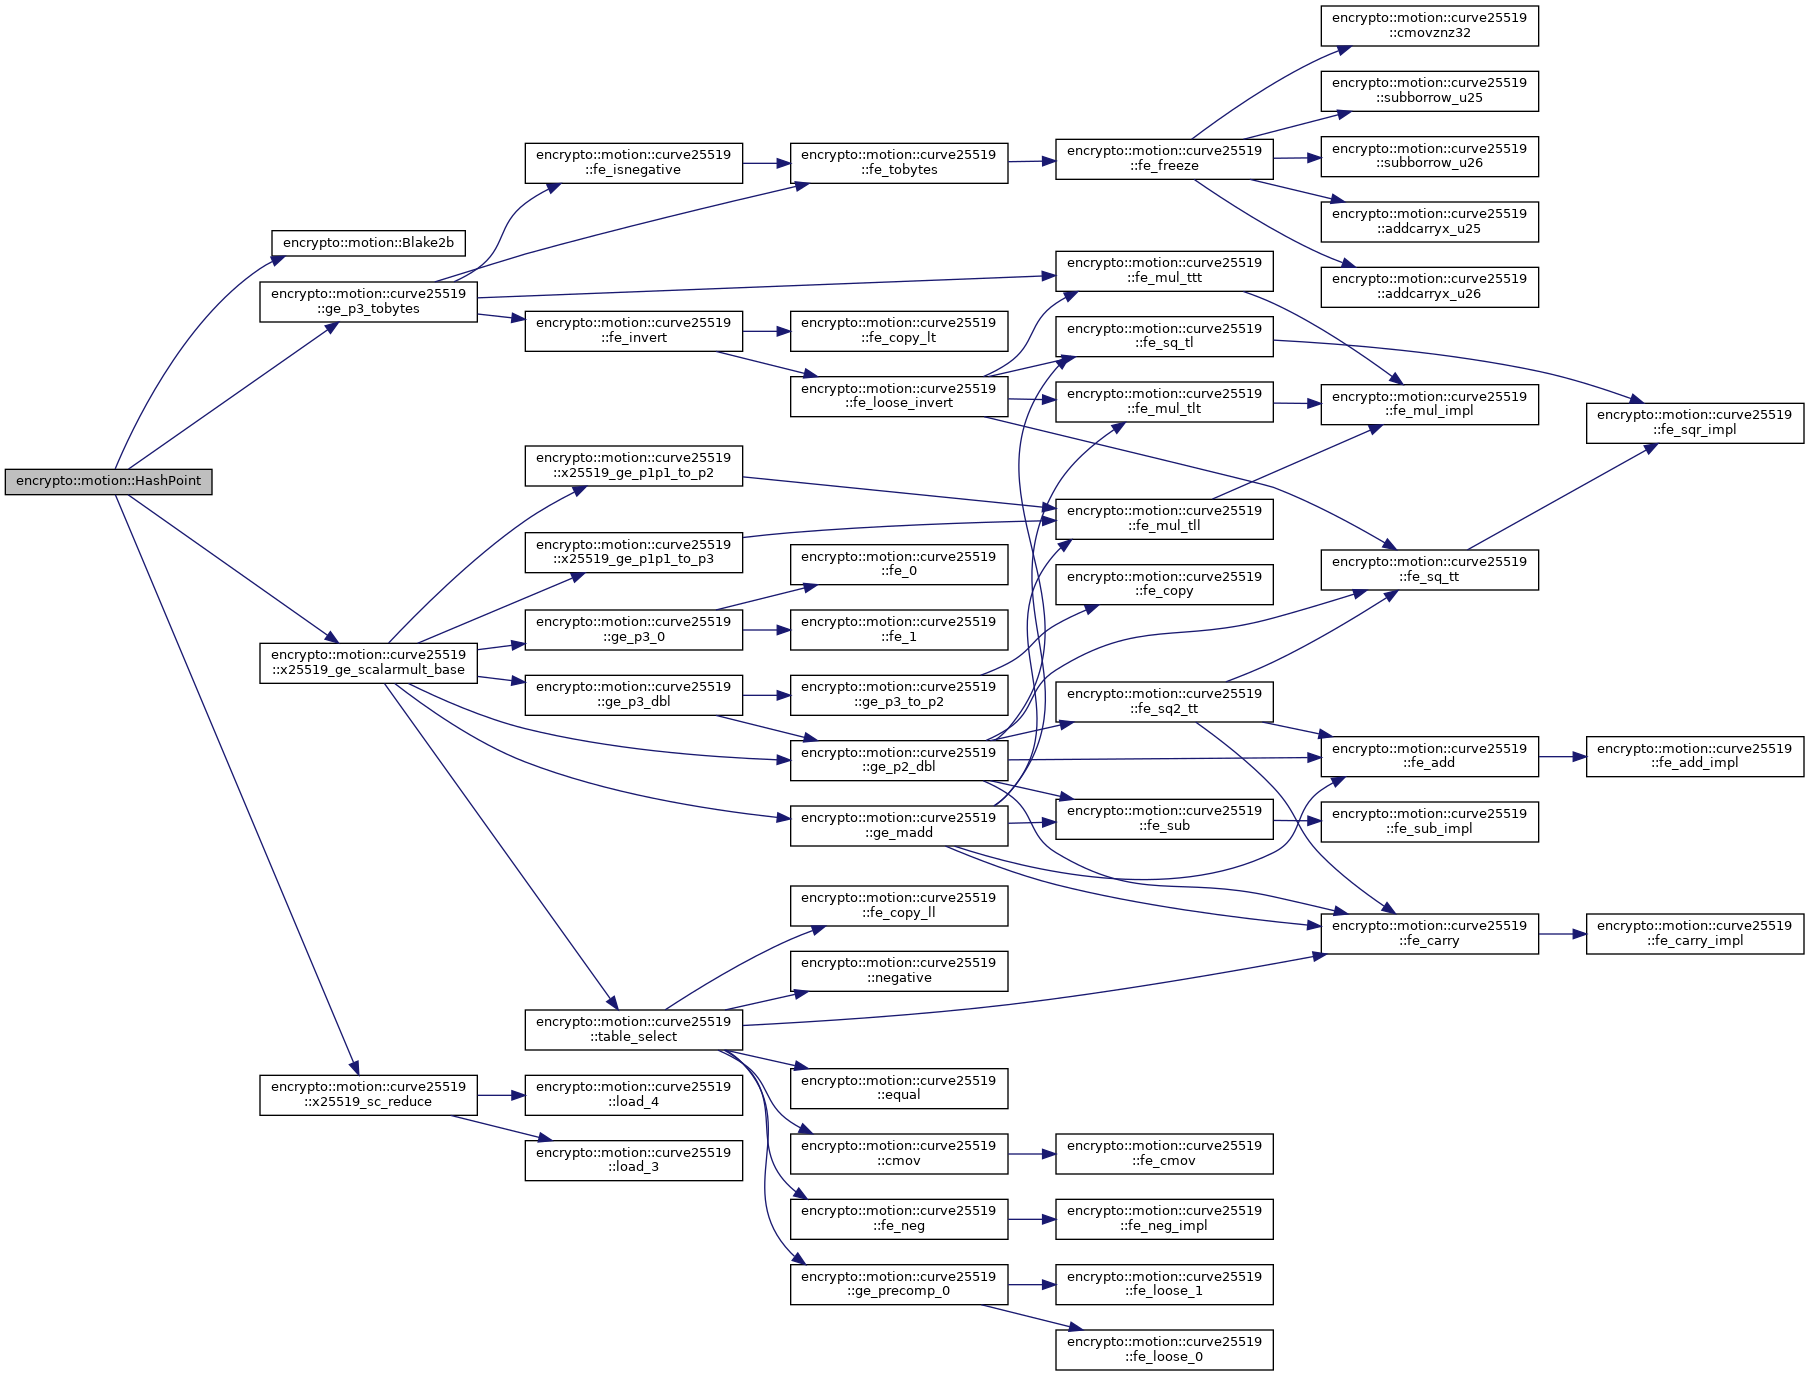 encrypto::motion::HashPoint
encrypto::motion::Blake2b
encrypto::motion::curve25519
::ge_p3_tobytes
encrypto::motion::curve25519
::x25519_ge_scalarmult_base
encrypto::motion::curve25519
::x25519_sc_reduce
encrypto::motion::curve25519
::fe_isnegative
encrypto::motion::curve25519
::fe_invert
encrypto::motion::curve25519
::x25519_ge_p1p1_to_p2
encrypto::motion::curve25519
::x25519_ge_p1p1_to_p3
encrypto::motion::curve25519
::ge_p3_0
encrypto::motion::curve25519
::ge_p3_dbl
encrypto::motion::curve25519
::table_select
encrypto::motion::curve25519
::load_4
encrypto::motion::curve25519
::load_3
encrypto::motion::curve25519
::fe_tobytes
encrypto::motion::curve25519
::fe_copy_lt
encrypto::motion::curve25519
::fe_loose_invert
encrypto::motion::curve25519
::fe_0
encrypto::motion::curve25519
::fe_1
encrypto::motion::curve25519
::ge_p3_to_p2
encrypto::motion::curve25519
::ge_p2_dbl
encrypto::motion::curve25519
::ge_madd
encrypto::motion::curve25519
::fe_copy_ll
encrypto::motion::curve25519
::negative
encrypto::motion::curve25519
::equal
encrypto::motion::curve25519
::cmov
encrypto::motion::curve25519
::fe_neg
encrypto::motion::curve25519
::ge_precomp_0
encrypto::motion::curve25519
::fe_freeze
encrypto::motion::curve25519
::fe_mul_ttt
encrypto::motion::curve25519
::fe_sq_tl
encrypto::motion::curve25519
::fe_mul_tlt
encrypto::motion::curve25519
::fe_mul_tll
encrypto::motion::curve25519
::fe_copy
encrypto::motion::curve25519
::fe_sq2_tt
encrypto::motion::curve25519
::fe_sub
encrypto::motion::curve25519
::fe_cmov
encrypto::motion::curve25519
::fe_neg_impl
encrypto::motion::curve25519
::fe_loose_1
encrypto::motion::curve25519
::fe_loose_0
encrypto::motion::curve25519
::cmovznz32
encrypto::motion::curve25519
::subborrow_u25
encrypto::motion::curve25519
::subborrow_u26
encrypto::motion::curve25519
::addcarryx_u25
encrypto::motion::curve25519
::addcarryx_u26
encrypto::motion::curve25519
::fe_mul_impl
encrypto::motion::curve25519
::fe_sq_tt
encrypto::motion::curve25519
::fe_add
encrypto::motion::curve25519
::fe_sub_impl
encrypto::motion::curve25519
::fe_carry
encrypto::motion::curve25519
::fe_sqr_impl
encrypto::motion::curve25519
::fe_add_impl
encrypto::motion::curve25519
::fe_carry_impl